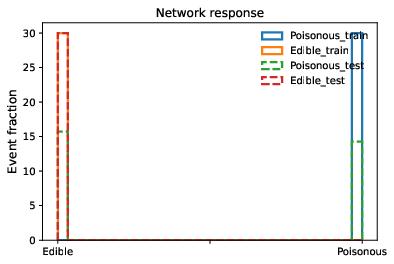 Network response
Poisonous_train
Edible_train
Poisonous_test
Edible_test
Event fraction
30
25
20
15
10
5
0
Edible
Poisonous